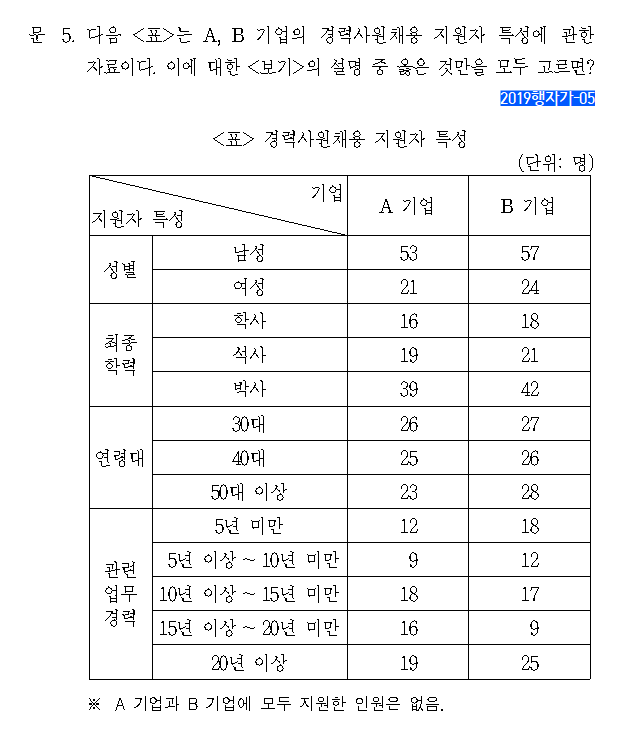 문 5. 다음 <표>는 A, B 기업의 경력사원채용 지원자 특성에 관한
자료이다. 이에 대한 <보기>의 설명 중 옳은 것만을 모두 고르면?
2019행자가-05
<표> 경력사원채용 지원자 특성
(단위: 명)
기업
지원자 특성
A 기업 B 기업
성별
남성 53 57
여성 21 24
최종
학력
학사 16 18
석사 19 21
박사 39 42
연령대
30대 26 27
40대 25 26
50대 이상 23 28
관련
업무
경력
5년 미만 12 18
5년 이상 ~ 10년 미만 9 12
10년 이상 ~ 15년 미만 18 17
15년 이상 ~ 20년 미만 16 9
20년 이상 19 25
※ A 기업과 B 기업에 모두 지원한 인원은 없음.